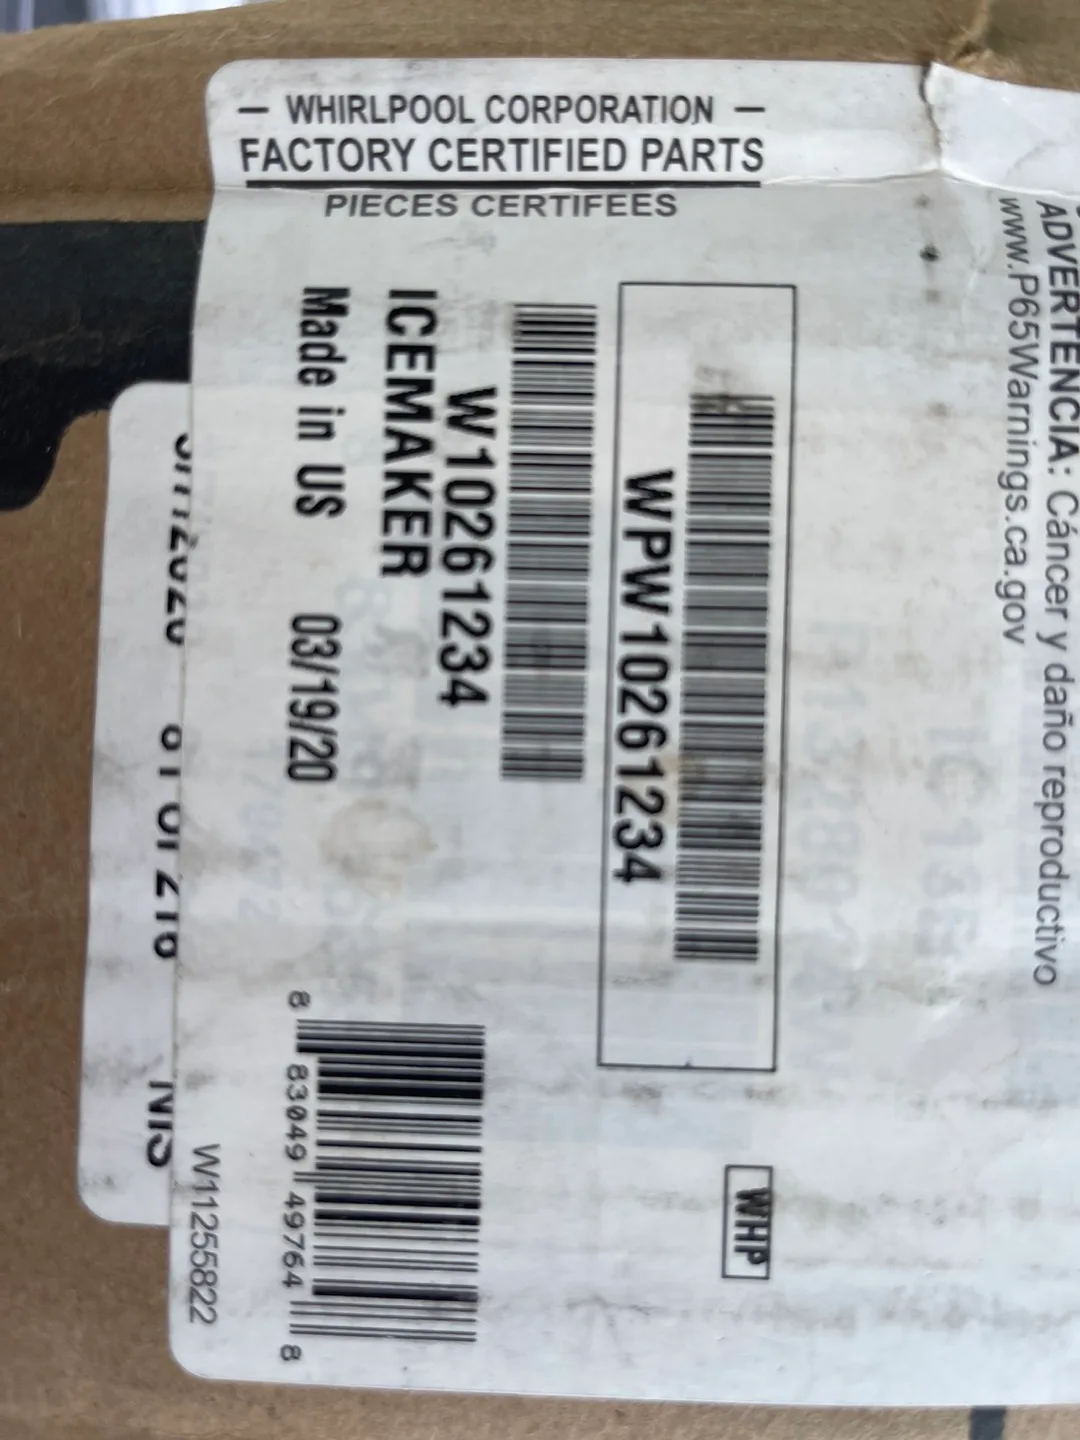 — WHIRLPOOL CORPORATION —
FACTORY CERTIFIED PARTS
PIECES CERTIFEES
ADVERTENCIA: Cáncer y daño reproductivo
www.P65Warnings.ca.gov
WPW10261234
W10261234
ICEMAKER
Made in US 03/19/20
WHP
8 83049 49764 8
W11255822
NIS